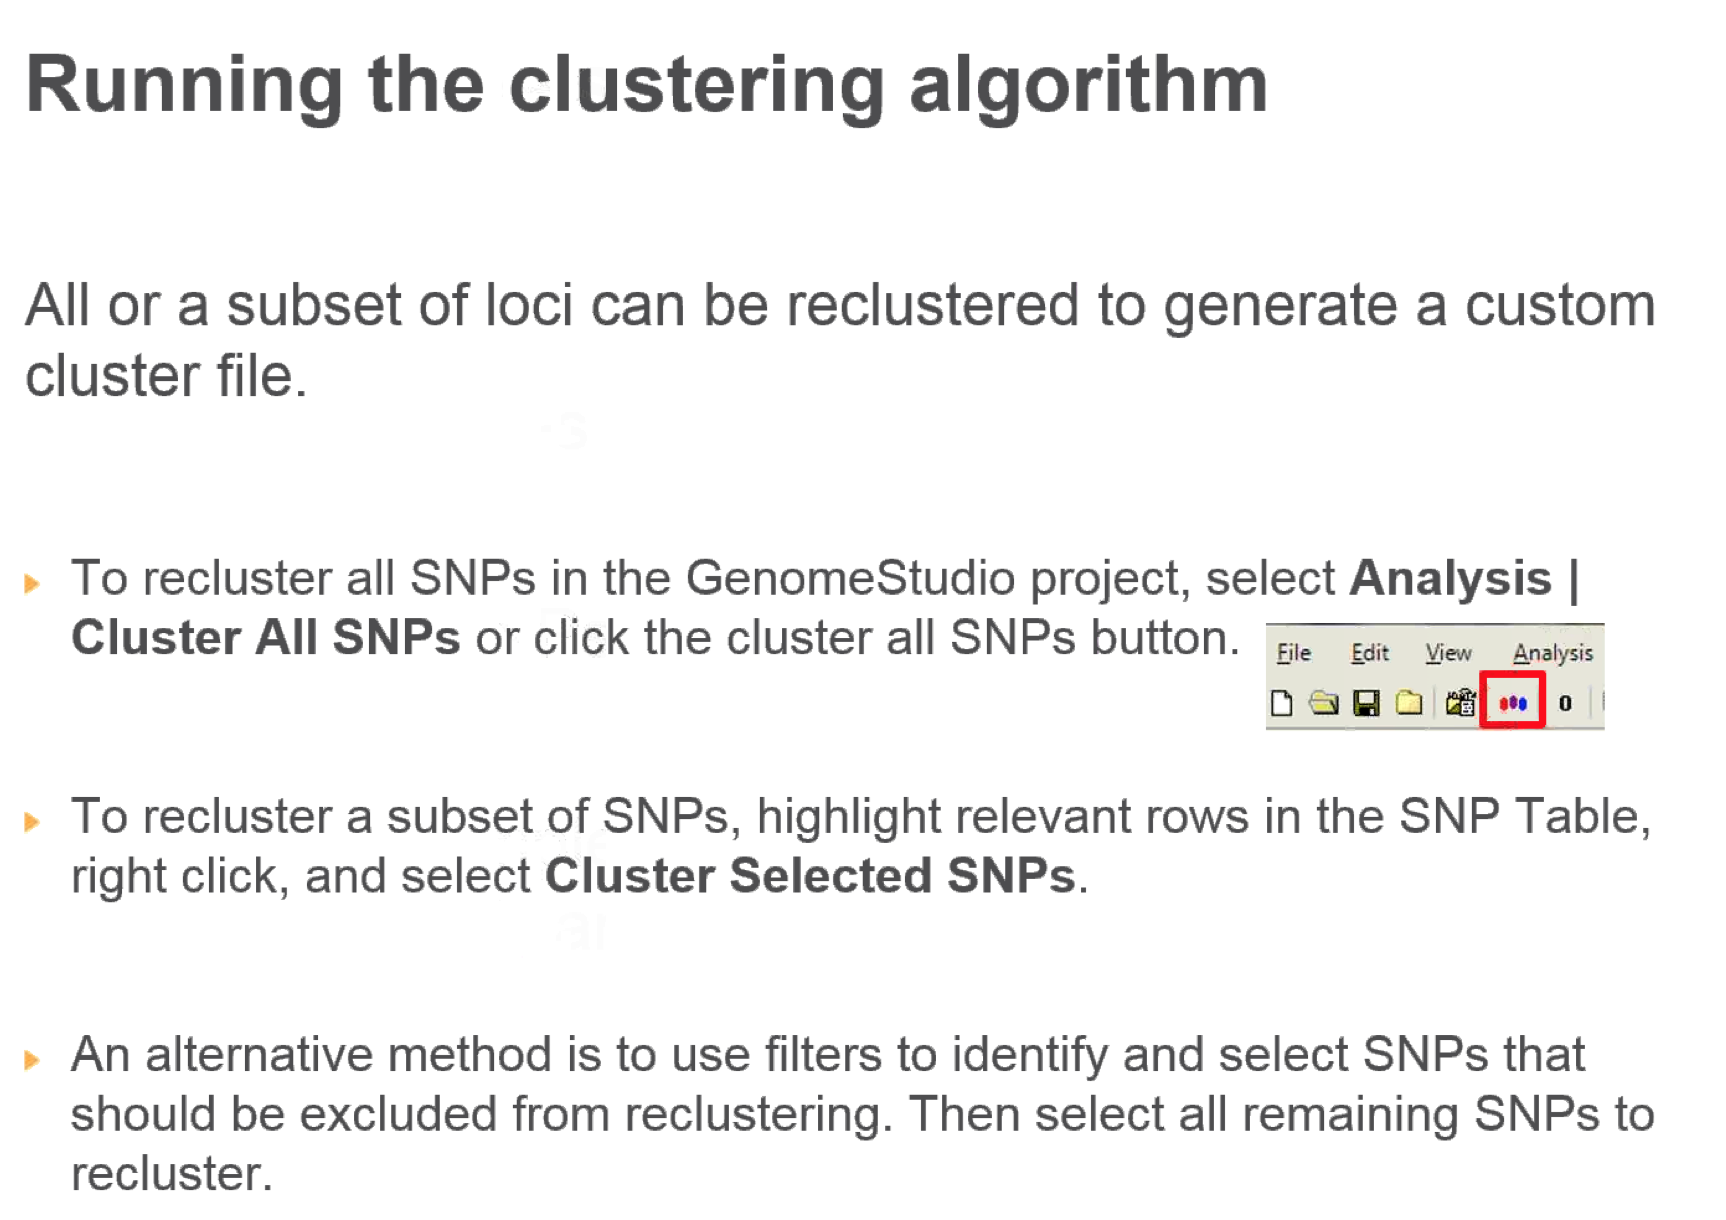 Running the clustering algorithm
All or a subset of loci can be reclustered to generate a custom
cluster file.
To recluster all SNPs in the GenomeStudio project, select Analysis |
Cluster All SNPs or click the cluster all SNPs button.
File Edit View Analysis
0
To recluster a subset of SNPs, highlight relevant rows in the SNP Table,
right click, and select Cluster Selected SNPs.
An alternative method is to use filters to identify and select SNPs that
should be excluded from reclustering. Then select all remaining SNPs to
recluster.